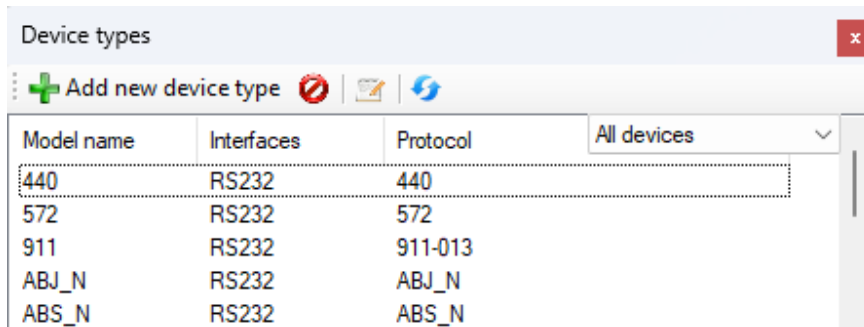 Device types x
Add new device type
Model name Interfaces Protocol All devices
440 RS232 440
572 RS232 572
911 RS232 911-013
ABJ_N RS232 ABJ_N
ABS_N RS232 ABS_N